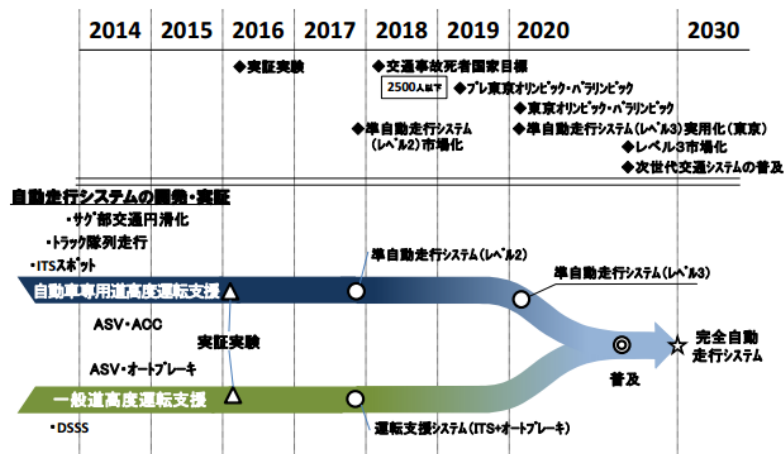 2014 2015 2016 2017 2018 2019 2020 2030
◆実証実験
◆交通事故死者国家目標
2500人以下
◆プレ東京オリンピック・パラリンピック
◆東京オリンピック・パラリンピック
◆準自動走行システム
(レベル2)市場化
◆準自動走行システム(レベル3)実用化(東京)
◆レベル3市場化
◆次世代交通システムの普及
自動走行システムの開発・実証
・サグ部交通円滑化
・トラック隊列走行
・ITSスポット
準自動走行システム(レベル2)
準自動走行システム(レベル3)
自動車専用道高度運転支援
ASV・ACC
実証実験
完全自動
走行システム
ASV・オートブレーキ
普及
一般道高度運転支援
・DSSS
運転支援システム(ITS+オートブレーキ)